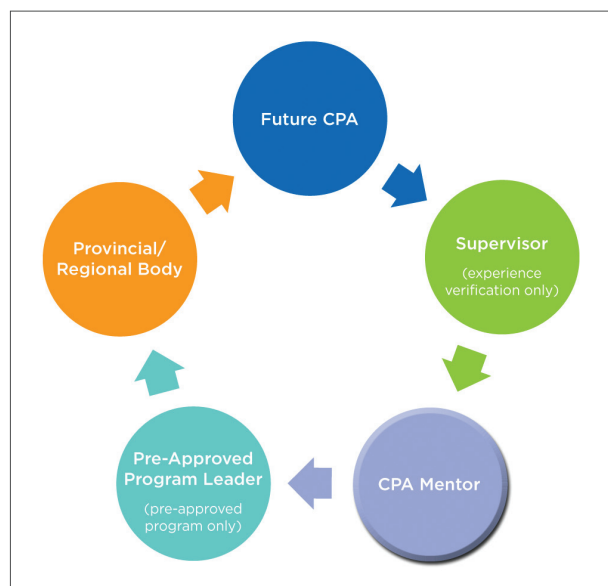 Future CPA
Supervisor
(experience
verification only)
CPA Mentor
Pre-Approved
Program Leader
(pre-approved
program only)
Provincial/
Regional Body